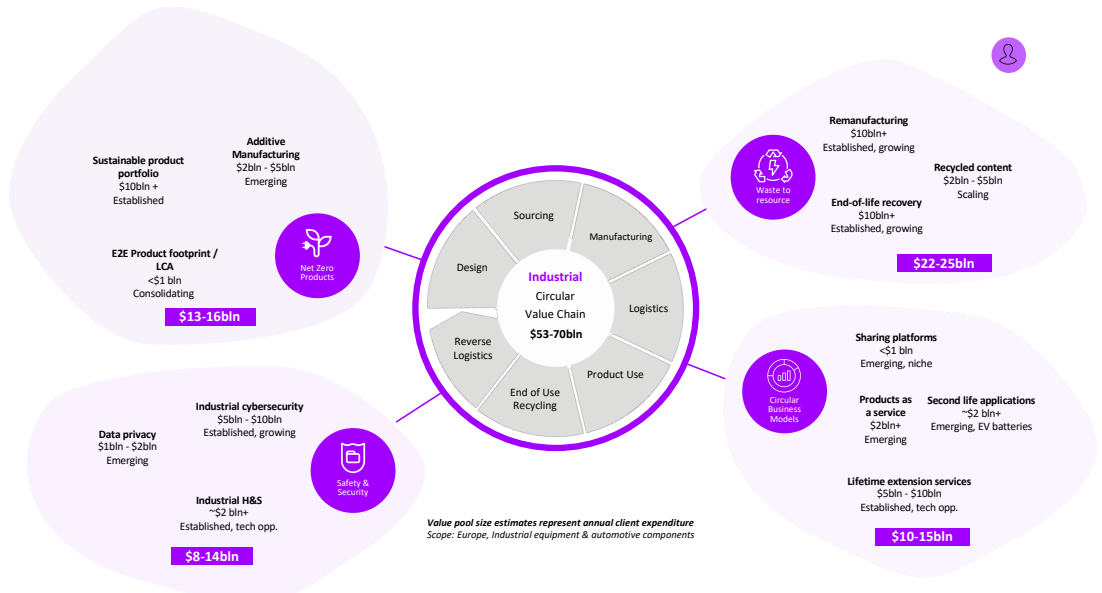 Sustainable product
portfolio
$10bln +
Established
Additive
Manufacturing
$2bln - $5bln
Emerging
E2E Product footprint /
LCA
<$1 bln
Consolidating
$13-16bln
Net Zero
Products
Industrial cybersecurity
$5bln - $10bln
Established, growing
Data privacy
$1bln - $2bln
Emerging
Industrial H&S
~$2 bln+
Established, tech opp.
$8-14bln
Safety &
Security
Sourcing
Manufacturing
Design
Logistics
Reverse
Logistics
Product Use
End of Use
Recycling
Industrial
Circular
Value Chain
$53-70bln
Value pool size estimates represent annual client expenditure
Scope: Europe, Industrial equipment & automotive components
Waste to
resource
Remanufacturing
$10bln+
Established, growing
Recycled content
$2bln - $5bln
Scaling
End-of-life recovery
$10bln+
Established, growing
$22-25bln
Circular
Business
Models
Sharing platforms
<$1 bln
Emerging, niche
Products as
a service
$2bln+
Emerging
Second life applications
~$2 bln+
Emerging, EV batteries
Lifetime extension services
$5bln - $10bln
Established, tech opp.
$10-15bln